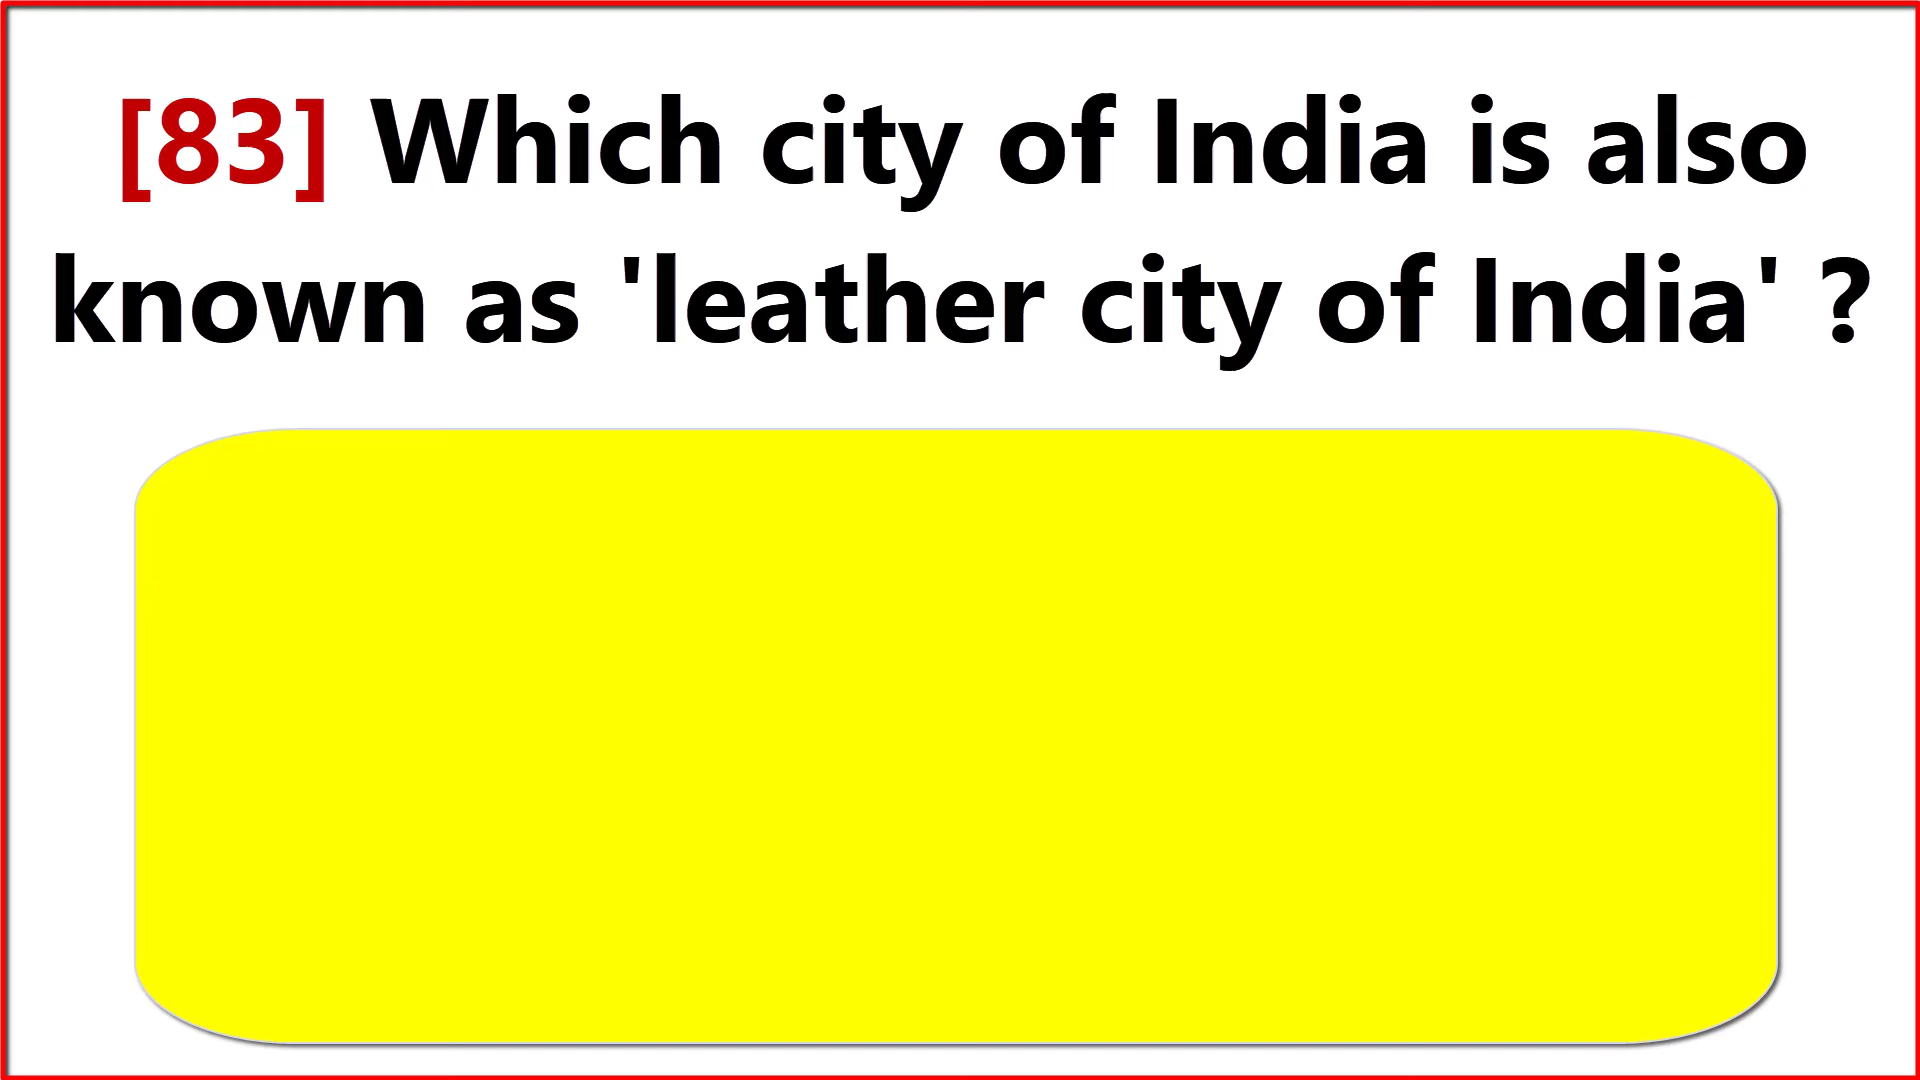 [83] Which city of India is also
known as 'leather city of India' ?